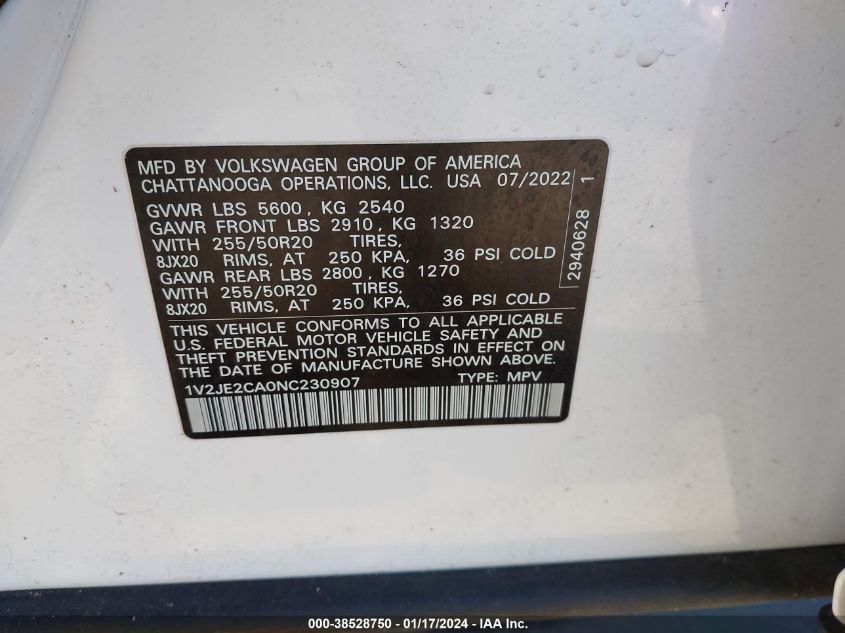 MFD BY VOLKSWAGEN GROUP OF AMERICA
CHATTANOOGA OPERATIONS, LLC. USA 07/2022
GVWR LBS 5600, KG 2540
GAWR FRONT LBS 2910, KG 1320
WITH 255/50R20 TIRES,
8JX20 RIMS, AT 250 KPA, 36 PSI COLD
GAWR REAR LBS 2800, KG 1270
WITH 255/50R20 TIRES,
8JX20 RIMS, AT 250 KPA, 36 PSI COLD
THIS VEHICLE CONFORMS TO ALL APPLICABLE
U.S. FEDERAL MOTOR VEHICLE SAFETY AND
THEFT PREVENTION STANDARDS IN EFFECT ON
THE DATE OF MANUFACTURE SHOWN ABOVE.
1V2JE2CA0NC230907 TYPE: MPV
2940628 1
000-38528750 - 01/17/2024 - IAA Inc.